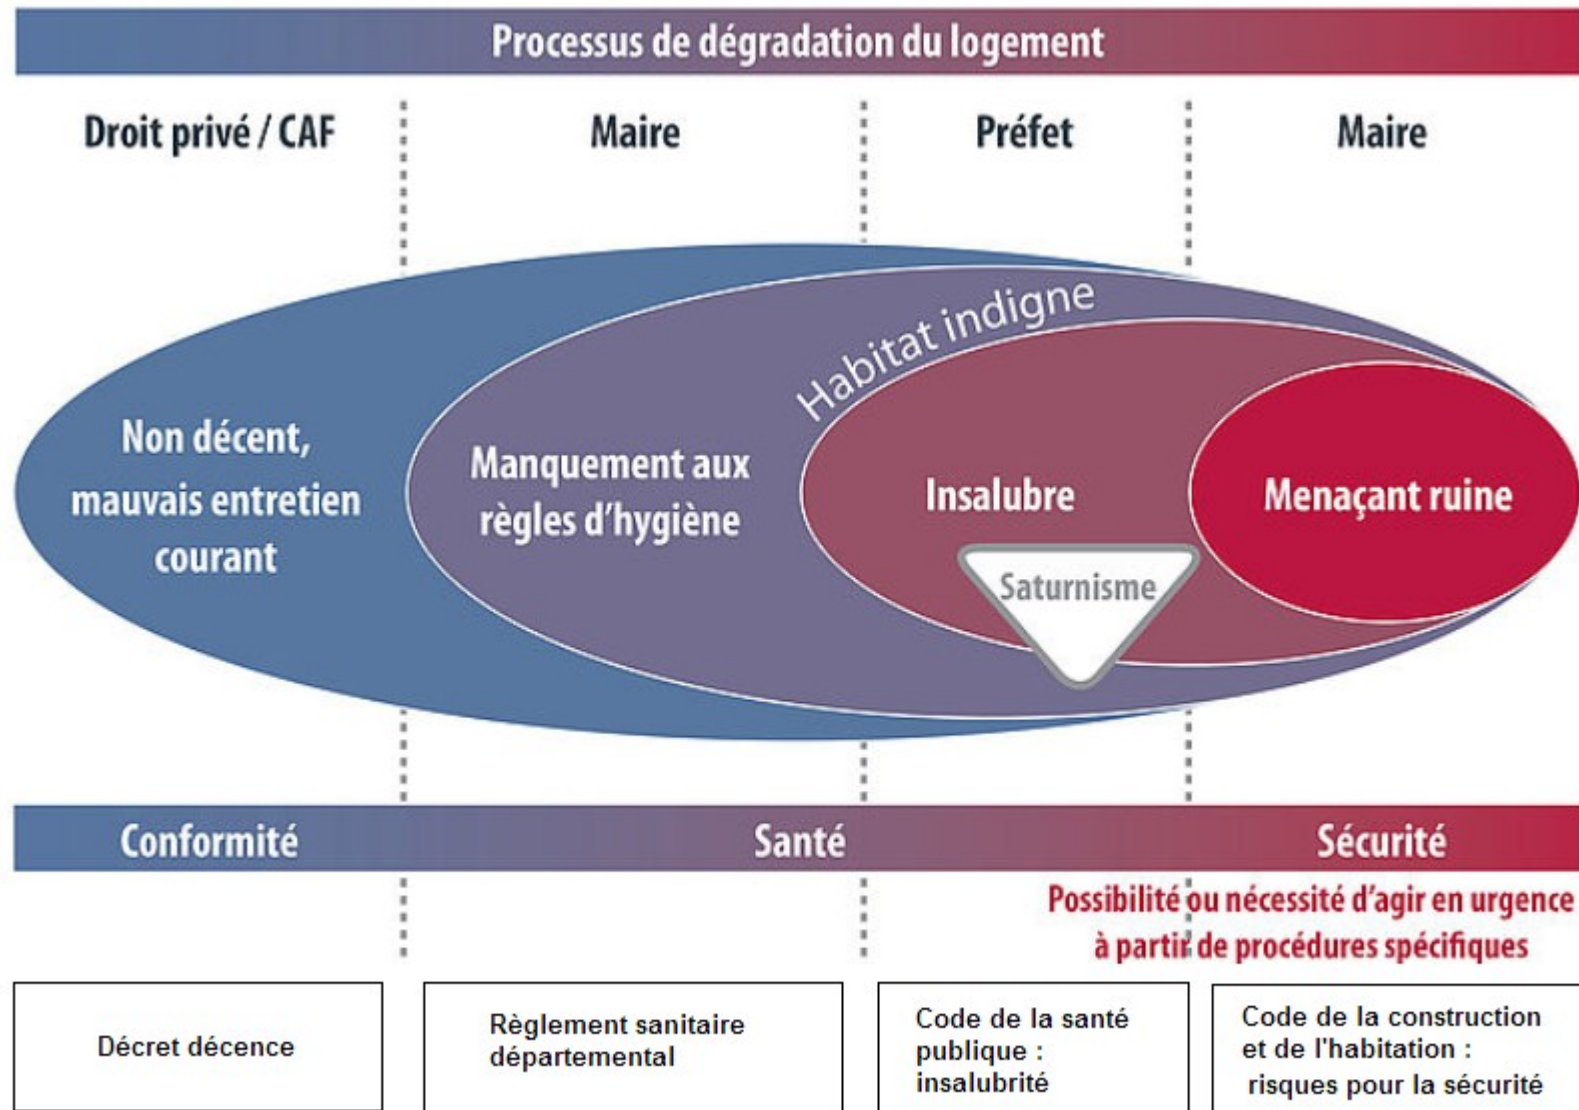 Processus de dégradation du logement
Droit privé / CAF
Maire
Préfet
Maire
Habitat indigne
Non décent,
mauvais entretien
courant
Manquement aux
règles d'hygiène
Insalubre
Menaçant ruine
Saturnisme
Conformité
Santé
Sécurité
Possibilité ou nécessité d'agir en urgence
à partir de procédures spécifiques
Décret décence
Règlement sanitaire
départemental
Code de la santé
publique :
insalubrité
Code de la construction
et de l'habitation :
risques pour la sécurité